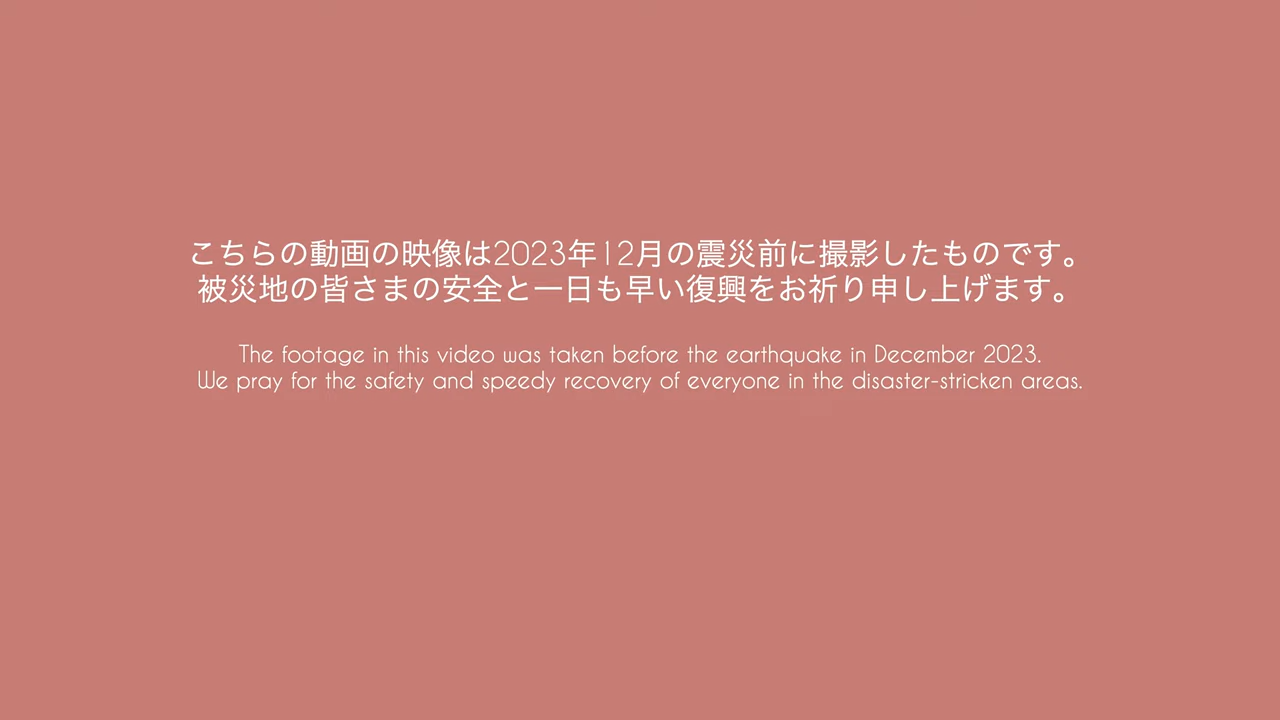 こちらの動画の映像は2023年12月の震災前に撮影したものです。
被災地の皆さまの安全と一日も早い復興をお祈り申し上げます。
The footage in this video was taken before the earthquake in December 2023.
We pray for the safety and speedy recovery of everyone in the disaster-stricken areas.